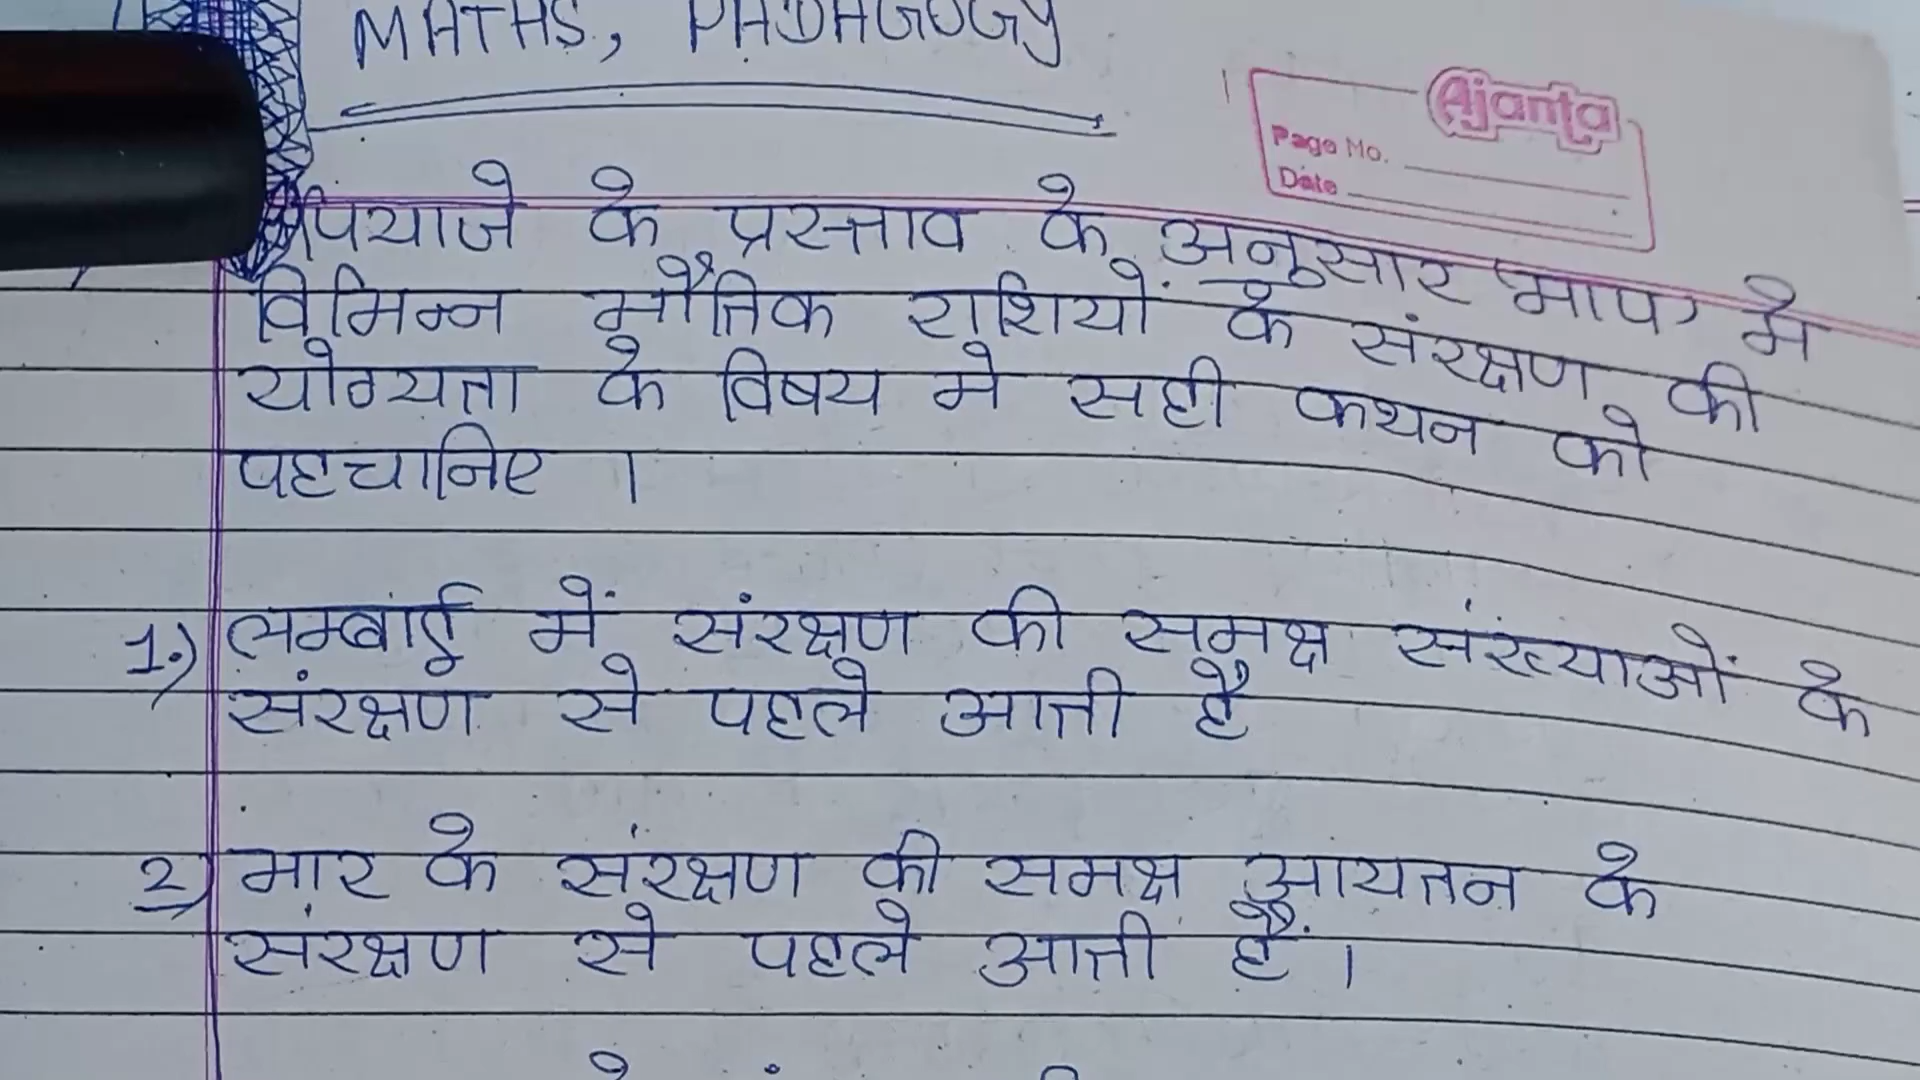 MATHS, PADAGOGY
Ajanta
Page No.
Date
पियाजे के प्रस्ताव के अनुसार 'माप' मे
विभिन्न भौतिक राशियों के संरक्षण की
योग्यता के विषय मे सही कथन को
पहचानिए ।
1.) लम्बाई में संरक्षण की समक्ष संख्याओं के
संरक्षण से पहले आती है
2) भार के संरक्षण की समक्ष आयतन के
संरक्षण से पहले आती है ।